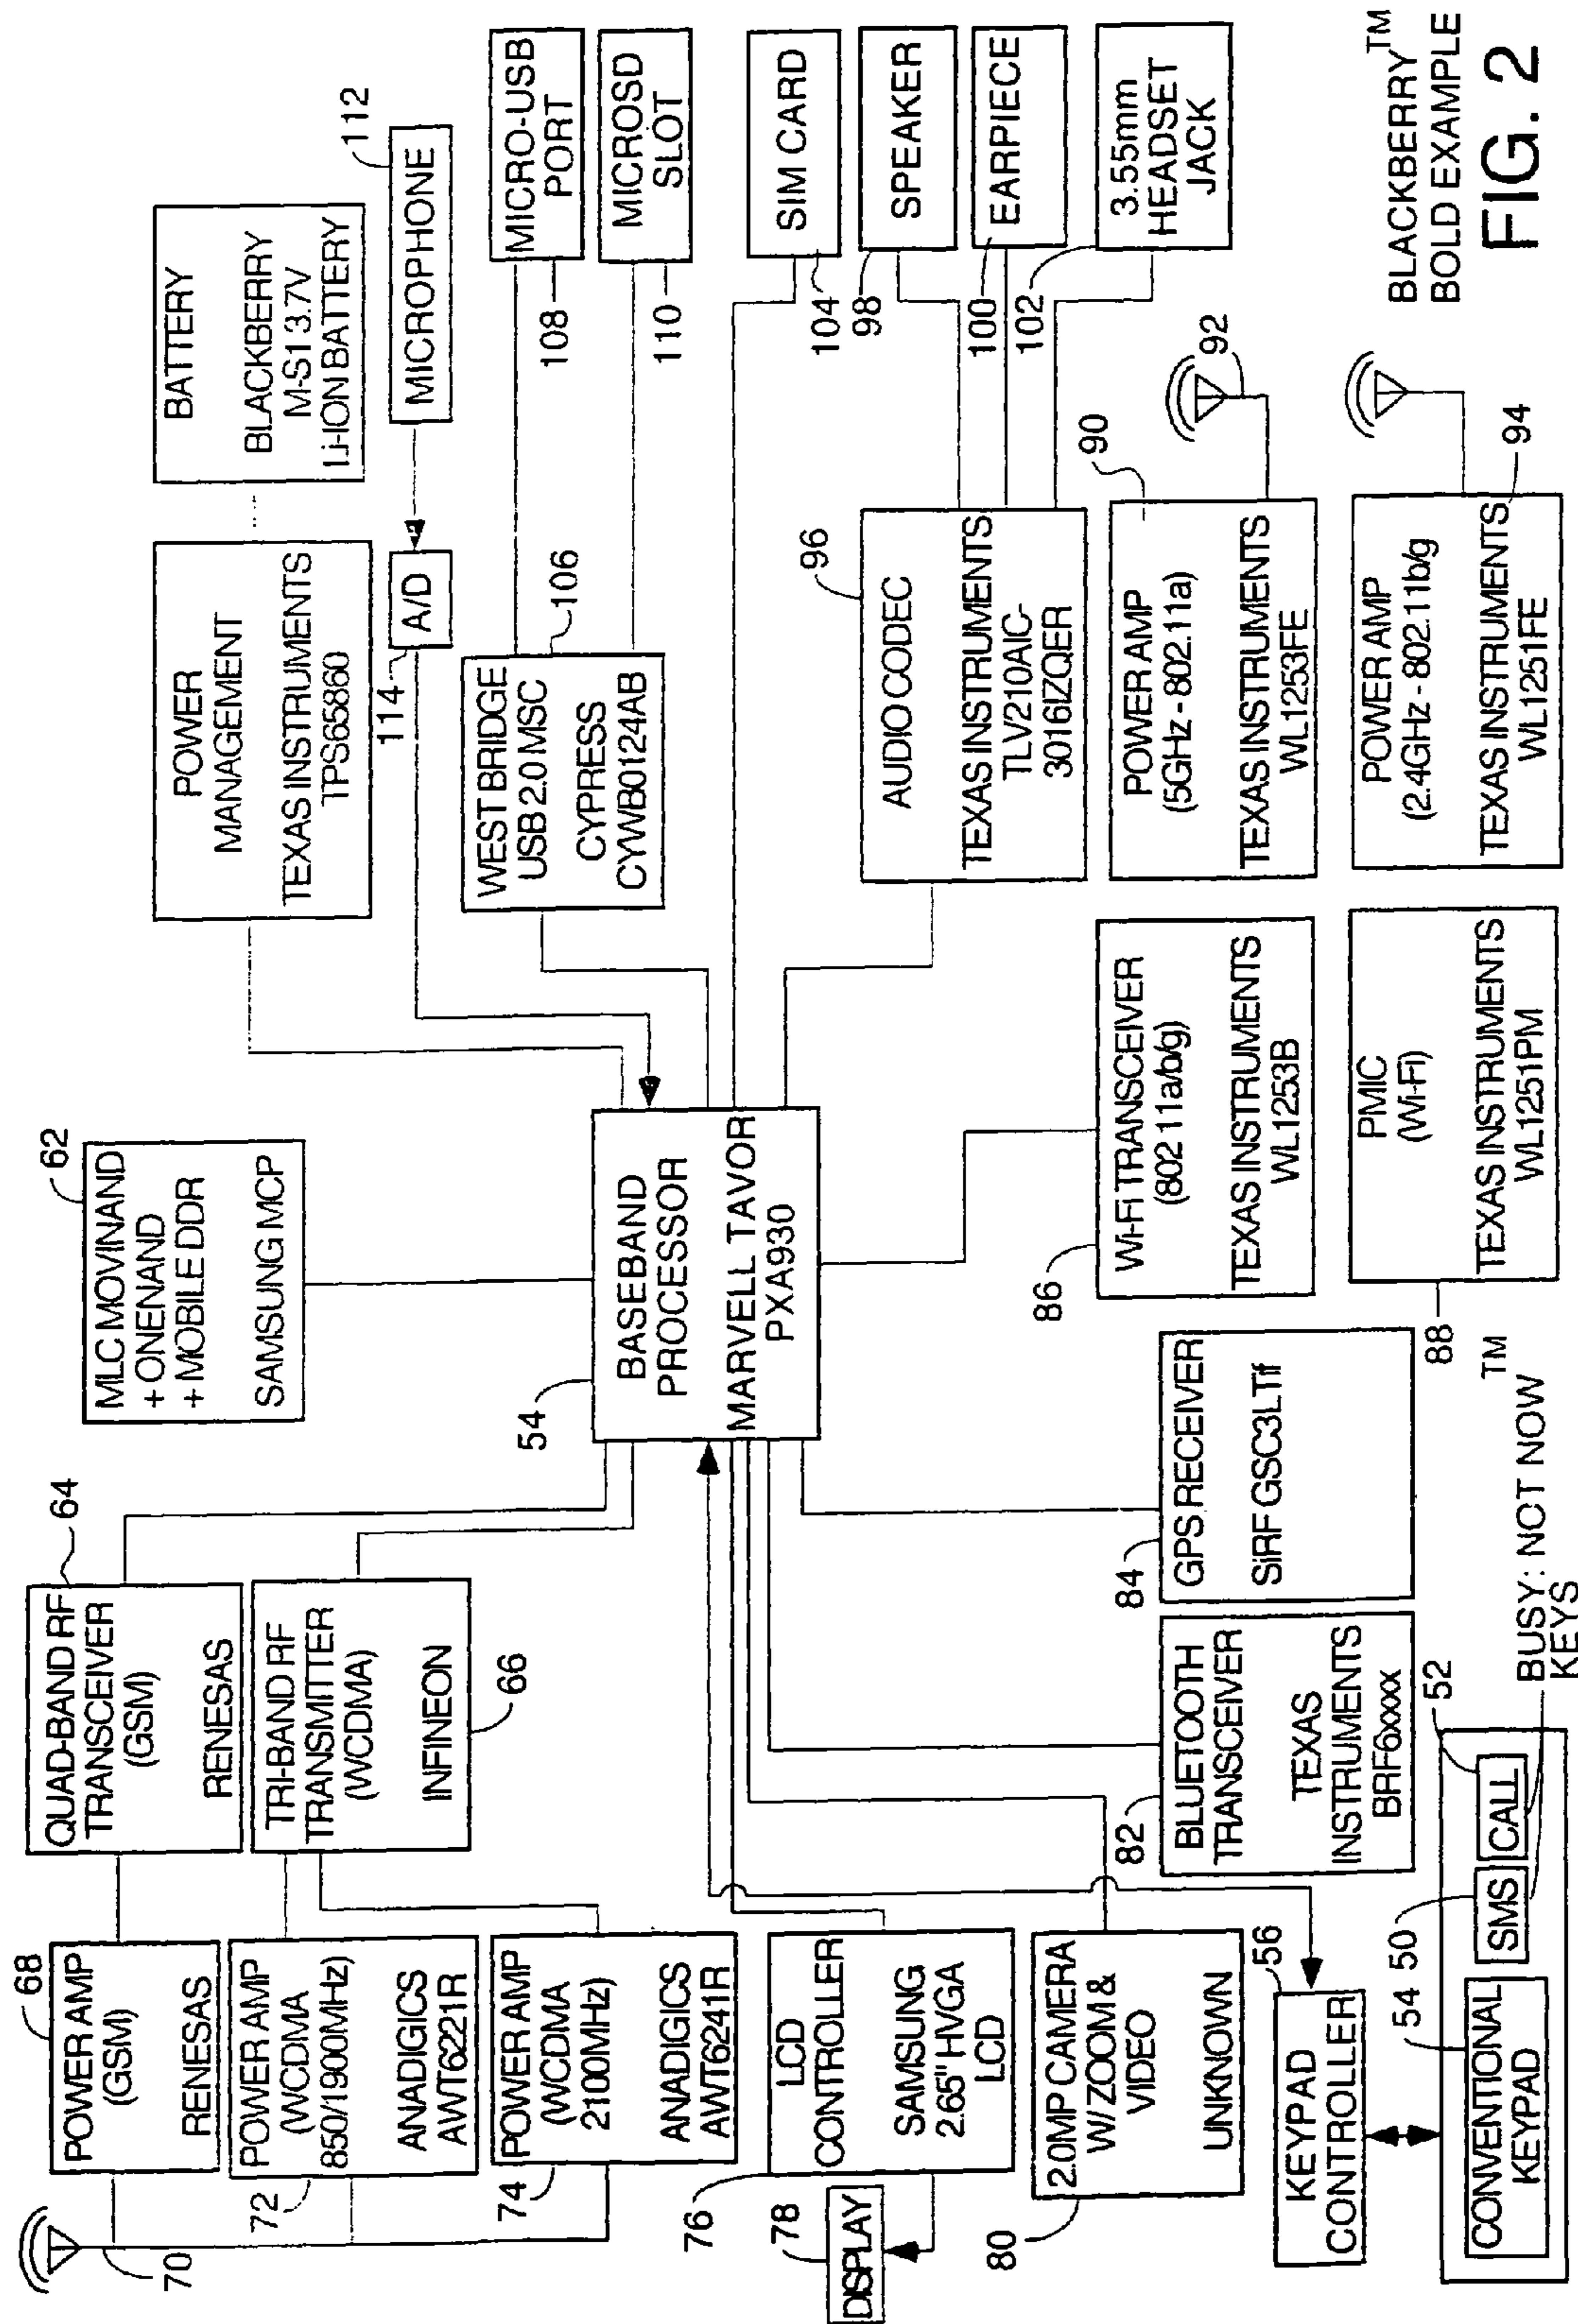 68
POWER AMP
(GSM)
RENESAS
70
72
POWER AMP
(WCDMA
850/1900MHz)
ANADIGICS
AWT6221R
74
POWER AMP
(WCDMA
2100MHz)
ANADIGICS
AWT6241R
76
LCD
CONTROLLER
SAMSUNG
2.65" HVGA
LCD
78
DISPLAY
80
2.0MP CAMERA
W/ ZOOM &
VIDEO
UNKNOWN
56
KEYPAD
CONTROLLER
54
CONVENTIONAL
KEYPAD
50
SMS
52
CALL
BUSY: NOT NOW
KEYS
TM
64
QUAD-BAND RF
TRANSCEIVER
(GSM)
RENESAS
TRI-BAND RF
TRANSMITTER
(WCDMA)
INFINEON
66
82
BLUETOOTH
TRANSCEIVER
TEXAS
INSTRUMENTS
BRF6xxxx
84
GPS RECEIVER
SiRF GSC3LTif
62
MLC MOVINAND
+ ONENAND
+ MOBILE DDR
SAMSUNG MCP
54
BASEBAND
PROCESSOR
MARVELL TAVOR
PXA930
86
Wi-Fi TRANSCEIVER
(802 11a/b/g)
TEXAS INSTRUMENTS
WL1253B
88
PMIC
(Wi-Fi)
TEXAS INSTRUMENTS
WL1251PM
POWER
MANAGEMENT
TEXAS INSTRUMENTS
TPS65860
BATTERY
BLACKBERRY
M-S1 3.7V
Li-ION BATTERY
114
A/D
MICROPHONE
112
WEST BRIDGE
USB 2.0 MSC
CYPRESS
CYWB0124AB
106
MICRO-USB
PORT
108
MICROSD
SLOT
110
SIM CARD
104
SPEAKER
98
EARPIECE
100
3.55mm
HEADSET
JACK
102
96
AUDIO CODEC
TEXAS INSTRUMENTS
TLV210AIC-
3016IZQER
90
POWER AMP
(5GHz - 802.11a)
TEXAS INSTRUMENTS
WL1253FE
92
POWER AMP
(2.4GHz - 802.11b/g
TEXAS INSTRUMENTS
WL1251FE
94
BLACKBERRY™
BOLD EXAMPLE
FIG. 2